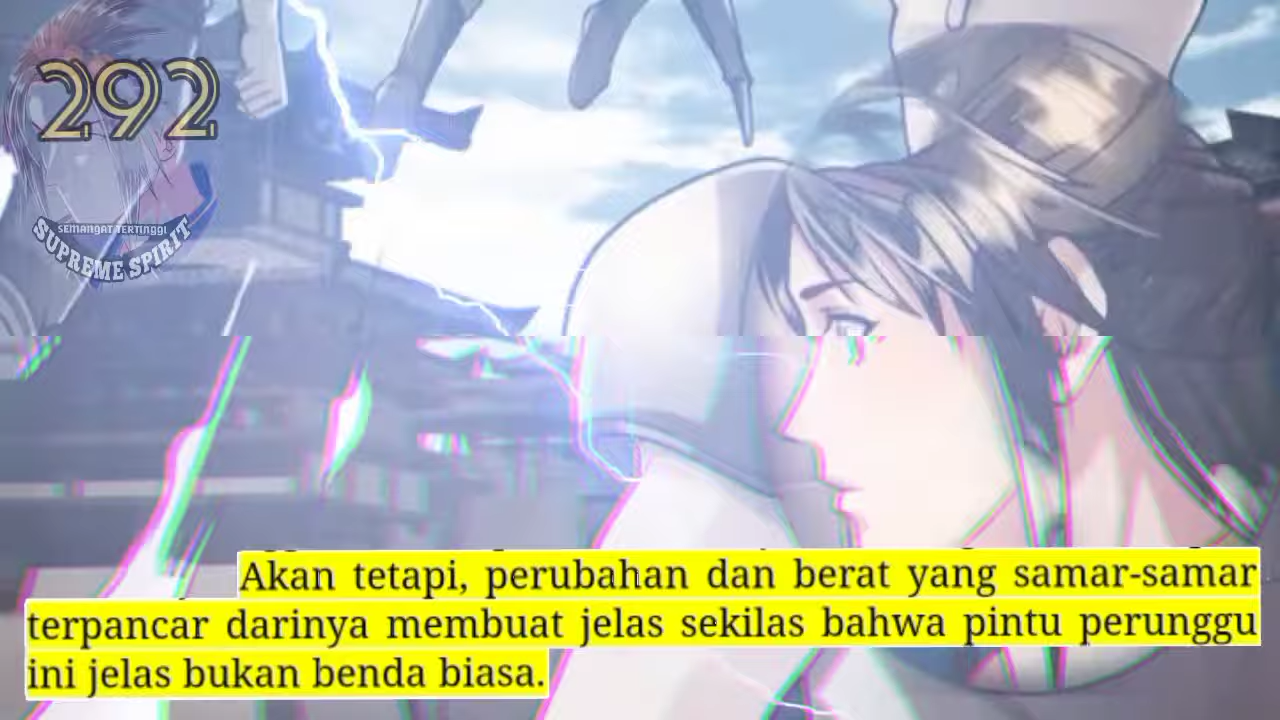 292
SEMANGAT TERTINGGI
SUPREME SPIRIT
Akan tetapi, perubahan dan berat yang samar-samar
terpancar darinya membuat jelas sekilas bahwa pintu perunggu
ini jelas bukan benda biasa.